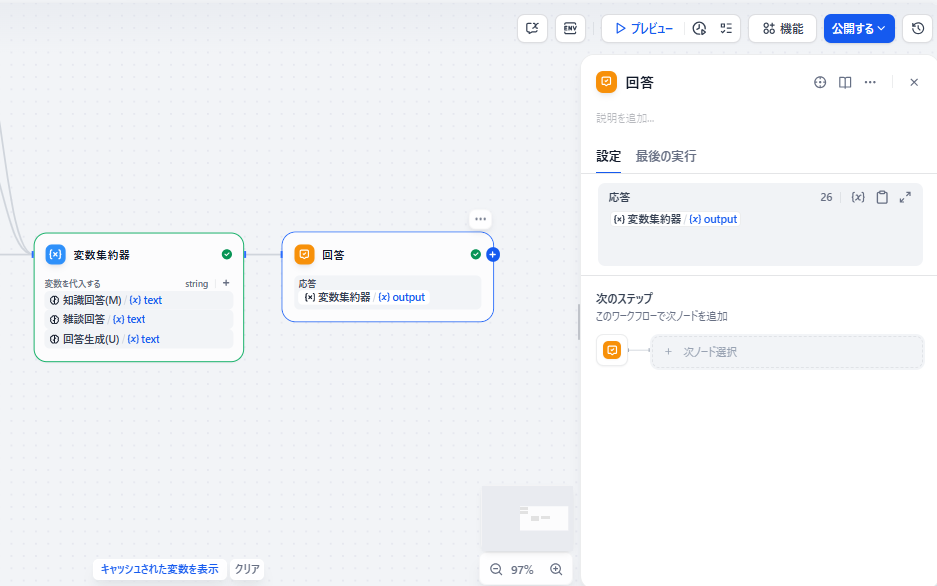 ENV
プレビュー
機能
公開する
変数集約器
変数を代入する
string +
知識回答(M) / {x} text
雑談回答 / {x} text
回答生成(U) / {x} text
回答
応答
{x} 変数集約器 / {x} output
キャッシュされた変数を表示
クリア
97%
回答
説明を追加...
設定
最後の実行
応答
26
{x}
{x} 変数集約器 / {x} output
次のステップ
このワークフローで次ノードを追加
+ 次ノード選択